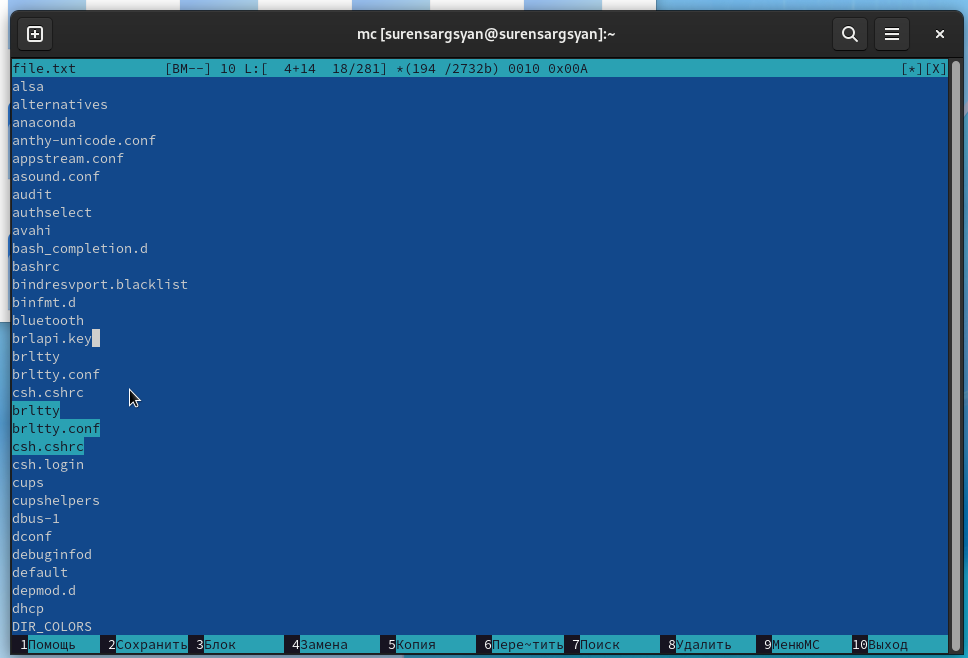 mc [surensargsyan@surensargsyan]:~
file.txt [BM--] 10 L:[ 4+14 18/281] *(194 /2732b) 0010 0x00A [*][X]
alsa
alternatives
anaconda
anthy-unicode.conf
appstream.conf
asound.conf
audit
authselect
avahi
bash_completion.d
bashrc
bindresvport.blacklist
binfmt.d
bluetooth
brlapi.key
brltty
brltty.conf
csh.cshrc
brltty
brltty.conf
csh.cshrc
csh.login
cups
cupshelpers
dbus-1
dconf
debuginfod
default
depmod.d
dhcp
DIR_COLORS
1Помощь 2Сохранить 3Блок 4Замена 5Копия 6Пере~тить 7Поиск 8Удалить 9МенюMC 10Выход